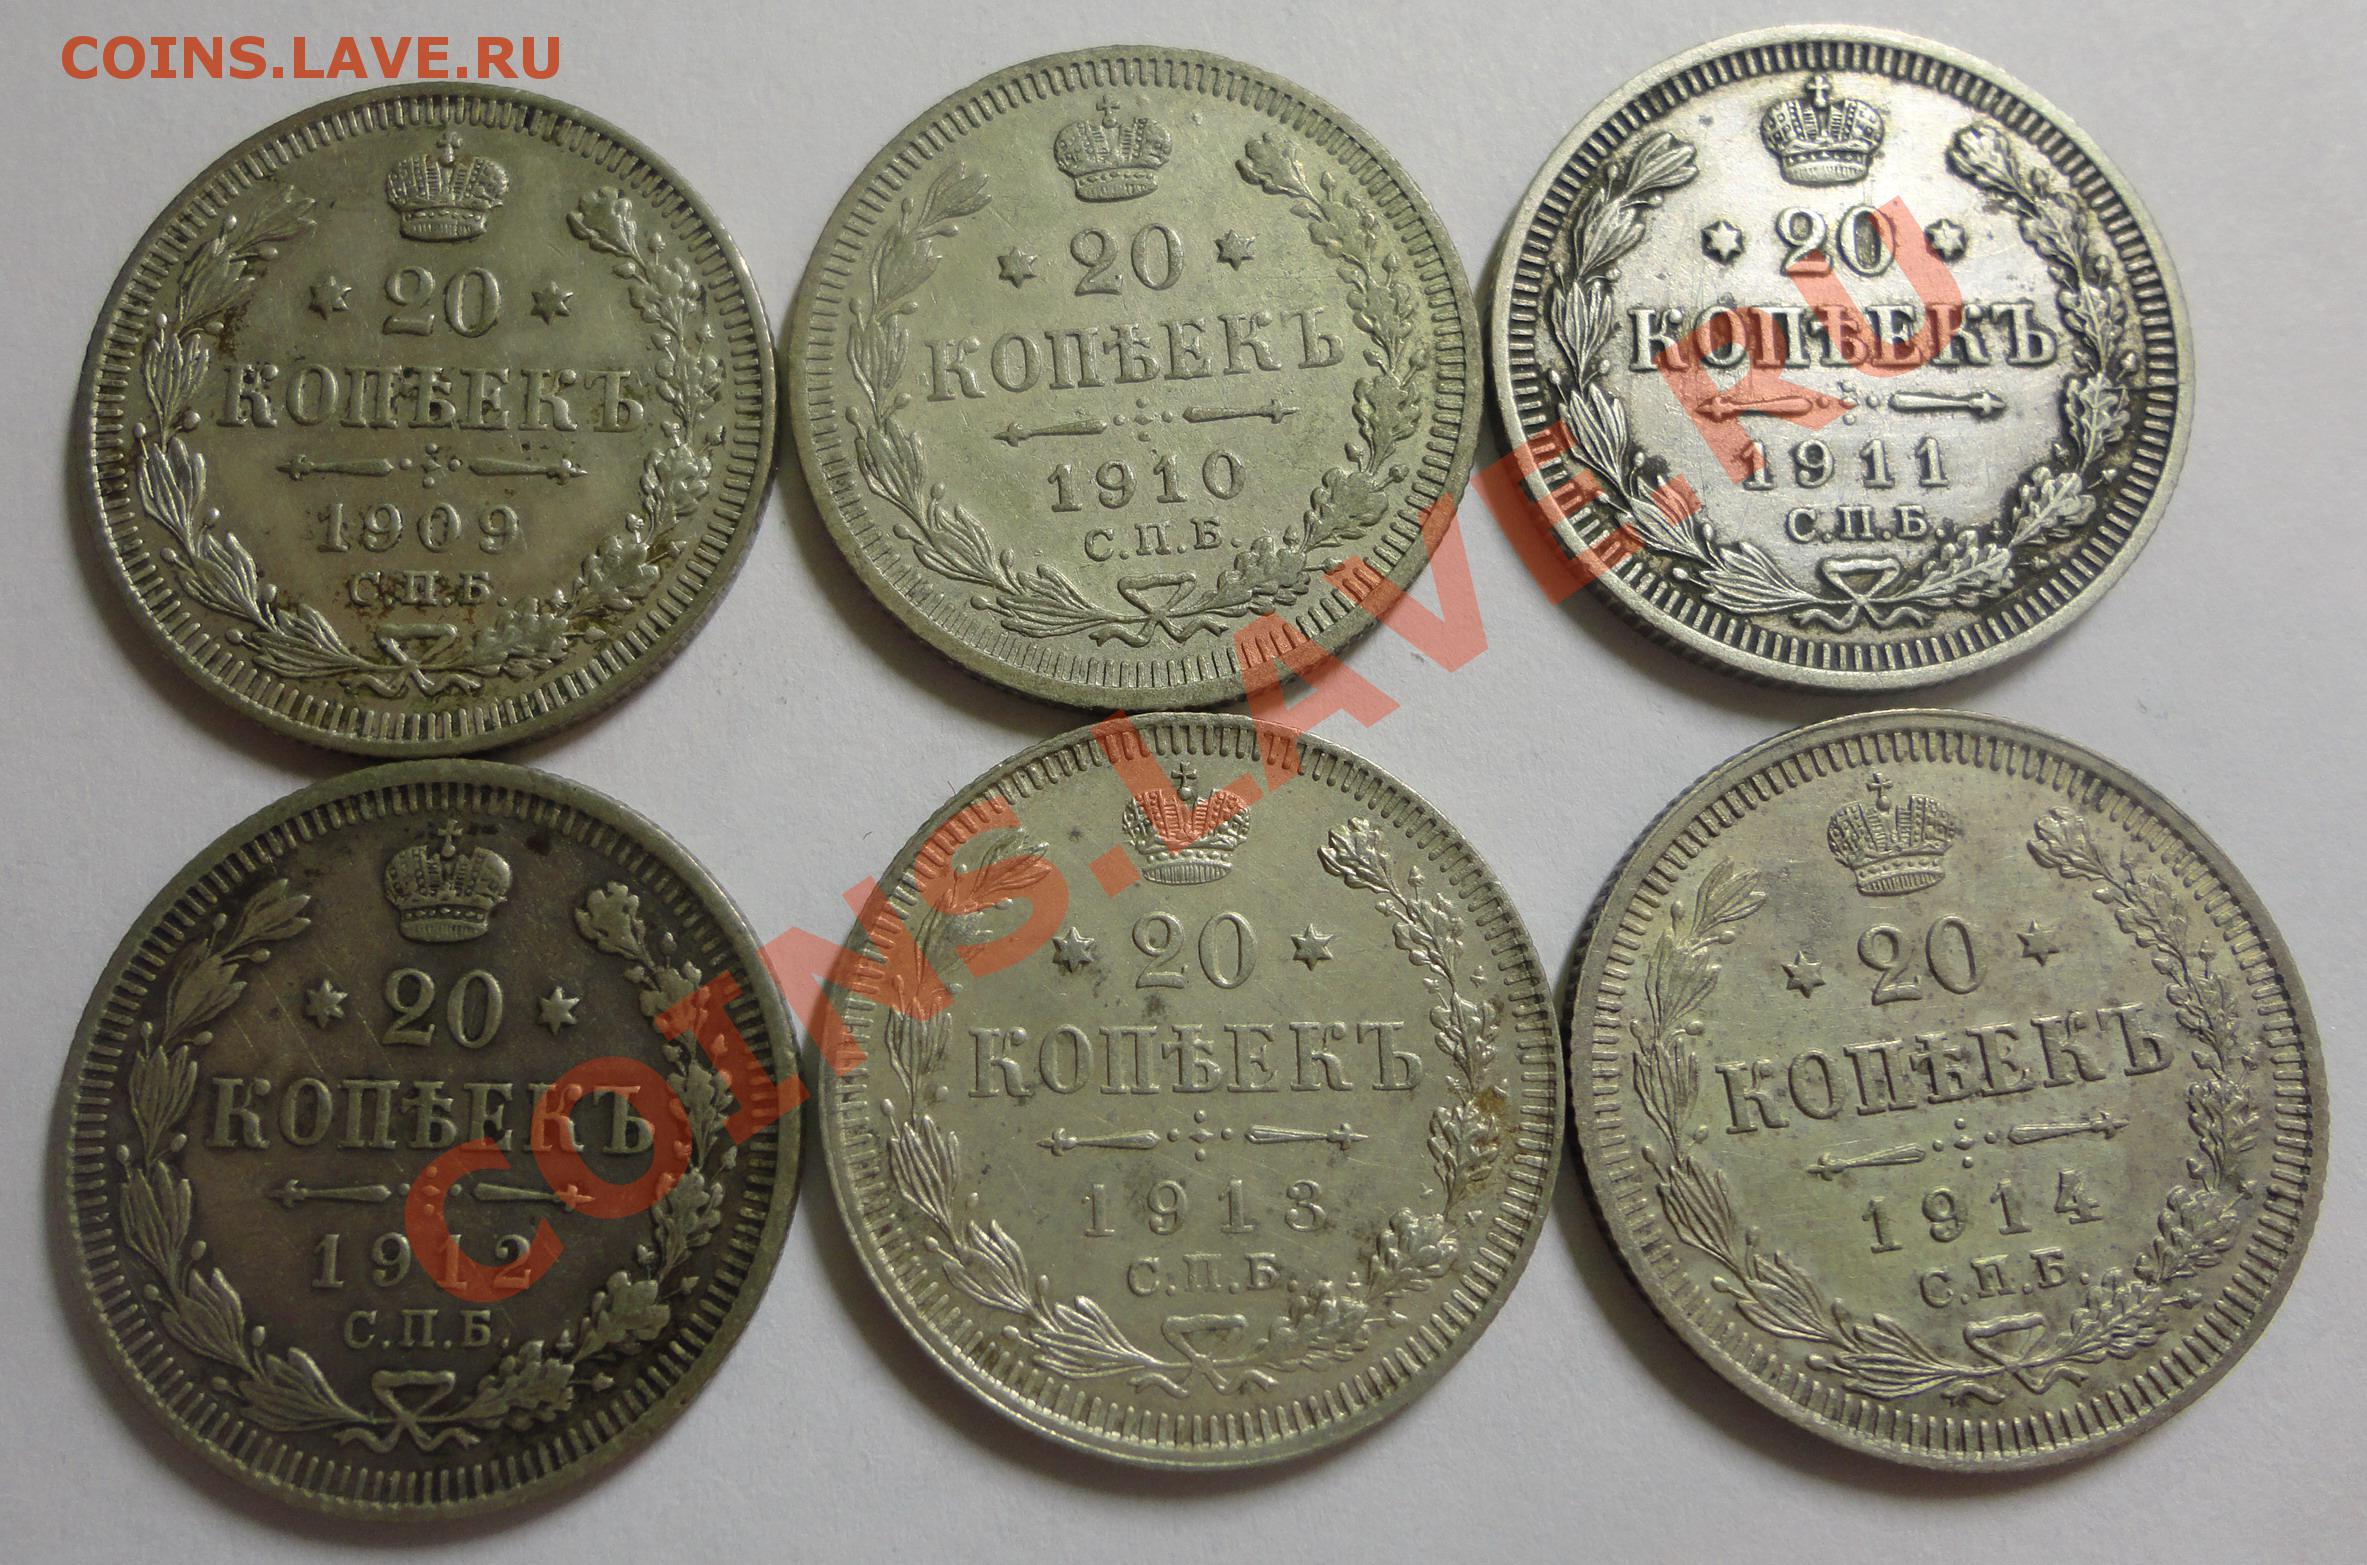 COINS.LAVE.RU
20
КОПѢЕКЪ
1909
С.П.Б.
20
КОПѢЕКЪ
1910
С.П.Б.
20
КОПѢЕКЪ
1911
С.П.Б.
20
КОПѢЕКЪ
1912
С.П.Б.
20
КОПѢЕКЪ
1913
С.П.Б.
20
КОПѢЕКЪ
1914
С.П.Б.
COINS.LAVE.RU